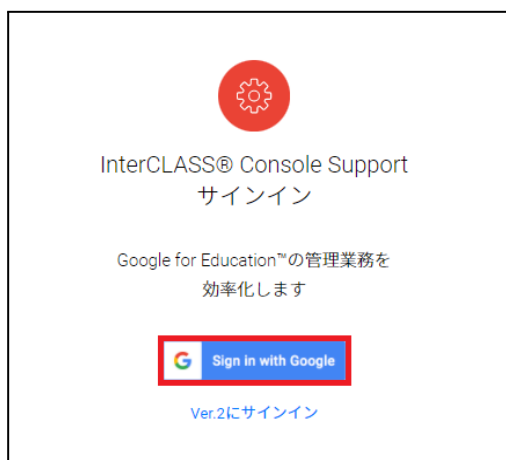 InterCLASS® Console Support
サインイン
Google for Education™の管理業務を
効率化します
Sign in with Google
Ver.2にサインイン